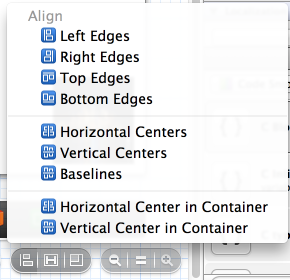 Align
Left Edges
Right Edges
Top Edges
Bottom Edges
Horizontal Centers
Vertical Centers
Baselines
Horizontal Center in Container
Vertical Center in Container